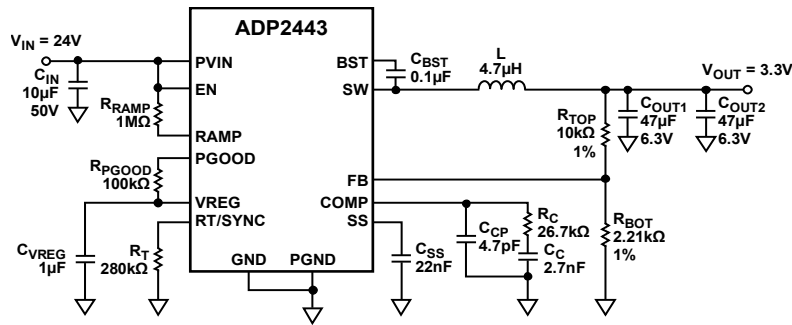 ADP2443
V_IN = 24V
C_IN
10µF
50V
PVIN
EN
R_RAMP
1MΩ
RAMP
PGOOD
R_PGOOD
100kΩ
VREG
RT/SYNC
C_VREG
1µF
R_T
280kΩ
GND
PGND
BST
C_BST
0.1µF
SW
L
4.7µH
V_OUT = 3.3V
R_TOP
10kΩ
1%
C_OUT1
47µF
6.3V
C_OUT2
47µF
6.3V
FB
COMP
SS
C_SS
22nF
C_CP
4.7pF
R_C
26.7kΩ
C_C
2.7nF
R_BOT
2.21kΩ
1%